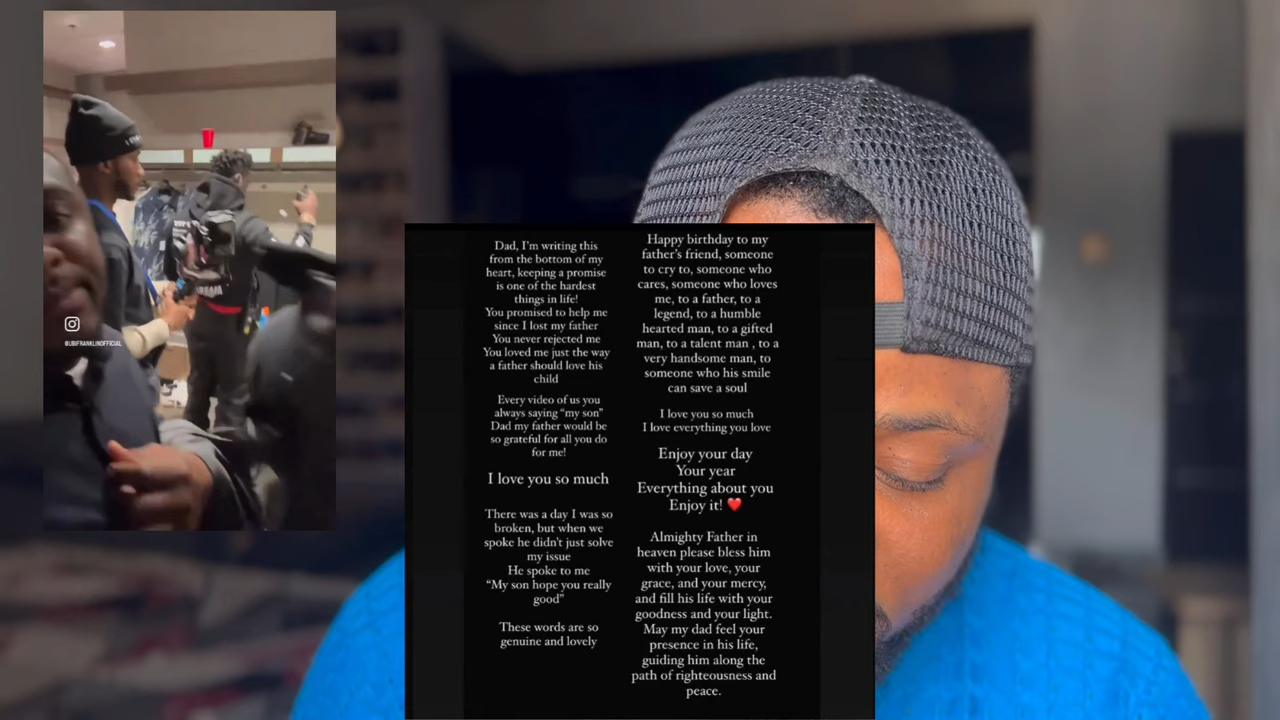 @UBIFRANKLINOFFICIAL
Dad, I'm writing this
from the bottom of my
heart, keeping a promise
is one of the hardest
things in life!
You promised to help me
since I lost my father
You never rejected me
You loved me just the way
a father should love his
child
Every video of us you
always saying “my son”
Dad my father would be
so grateful for all you do
for me!
I love you so much
There was a day I was so
broken, but when we
spoke he didn't just solve
my issue
He spoke to me
“My son hope you really
good”
These words are so
genuine and lovely
Happy birthday to my
father's friend, someone
to cry to, someone who
cares, someone who loves
me, to a father, to a
legend, to a humble
hearted man, to a gifted
man, to a talent man , to a
very handsome man, to
someone who his smile
can save a soul
I love you so much
I love everything you love
Enjoy your day
Your year
Everything about you
Enjoy it! ❤️
Almighty Father in
heaven please bless him
with your love, your
grace, and your mercy,
and fill his life with your
goodness and your light.
May my dad feel your
presence in his life,
guiding him along the
path of righteousness and
peace.